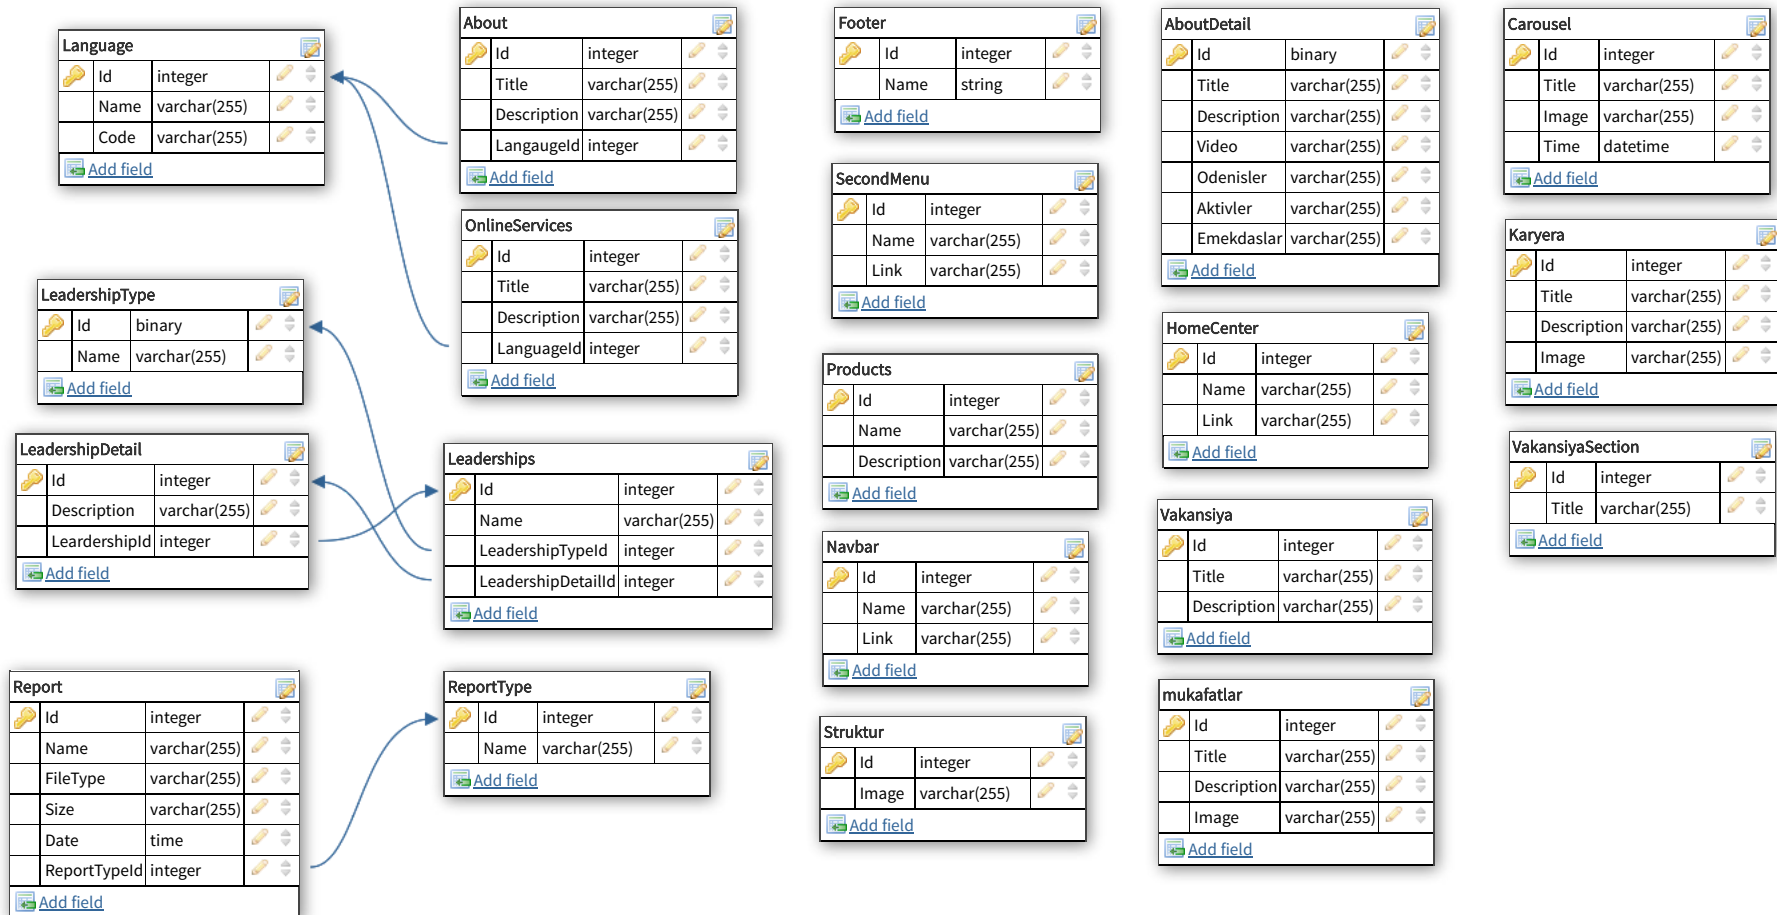 Language
Id integer
Name varchar(255)
Code varchar(255)
Add field
About
Id integer
Title varchar(255)
Description varchar(255)
LangaugeId integer
Add field
OnlineServices
Id integer
Title varchar(255)
Description varchar(255)
LanguageId integer
Add field
LeadershipType
Id binary
Name varchar(255)
Add field
LeadershipDetail
Id integer
Description varchar(255)
LeardershipId integer
Add field
Leaderships
Id integer
Name varchar(255)
LeadershipTypeId integer
LeadershipDetailId integer
Add field
Report
Id integer
Name varchar(255)
FileType varchar(255)
Size varchar(255)
Date time
ReportTypeId integer
Add field
ReportType
Id integer
Name varchar(255)
Add field
Footer
Id integer
Name string
Add field
SecondMenu
Id integer
Name varchar(255)
Link varchar(255)
Add field
Products
Id integer
Name varchar(255)
Description varchar(255)
Add field
Navbar
Id integer
Name varchar(255)
Link varchar(255)
Add field
Struktur
Id integer
Image varchar(255)
Add field
AboutDetail
Id binary
Title varchar(255)
Description varchar(255)
Video varchar(255)
Odenisler varchar(255)
Aktivler varchar(255)
Emekdaslar varchar(255)
Add field
HomeCenter
Id integer
Name varchar(255)
Link varchar(255)
Add field
Vakansiya
Id integer
Title varchar(255)
Description varchar(255)
Add field
mukafatlar
Id integer
Title varchar(255)
Description varchar(255)
Image varchar(255)
Add field
Carousel
Id integer
Title varchar(255)
Image varchar(255)
Time datetime
Add field
Karyera
Id integer
Title varchar(255)
Description varchar(255)
Image varchar(255)
Add field
VakansiyaSection
Id integer
Title varchar(255)
Add field